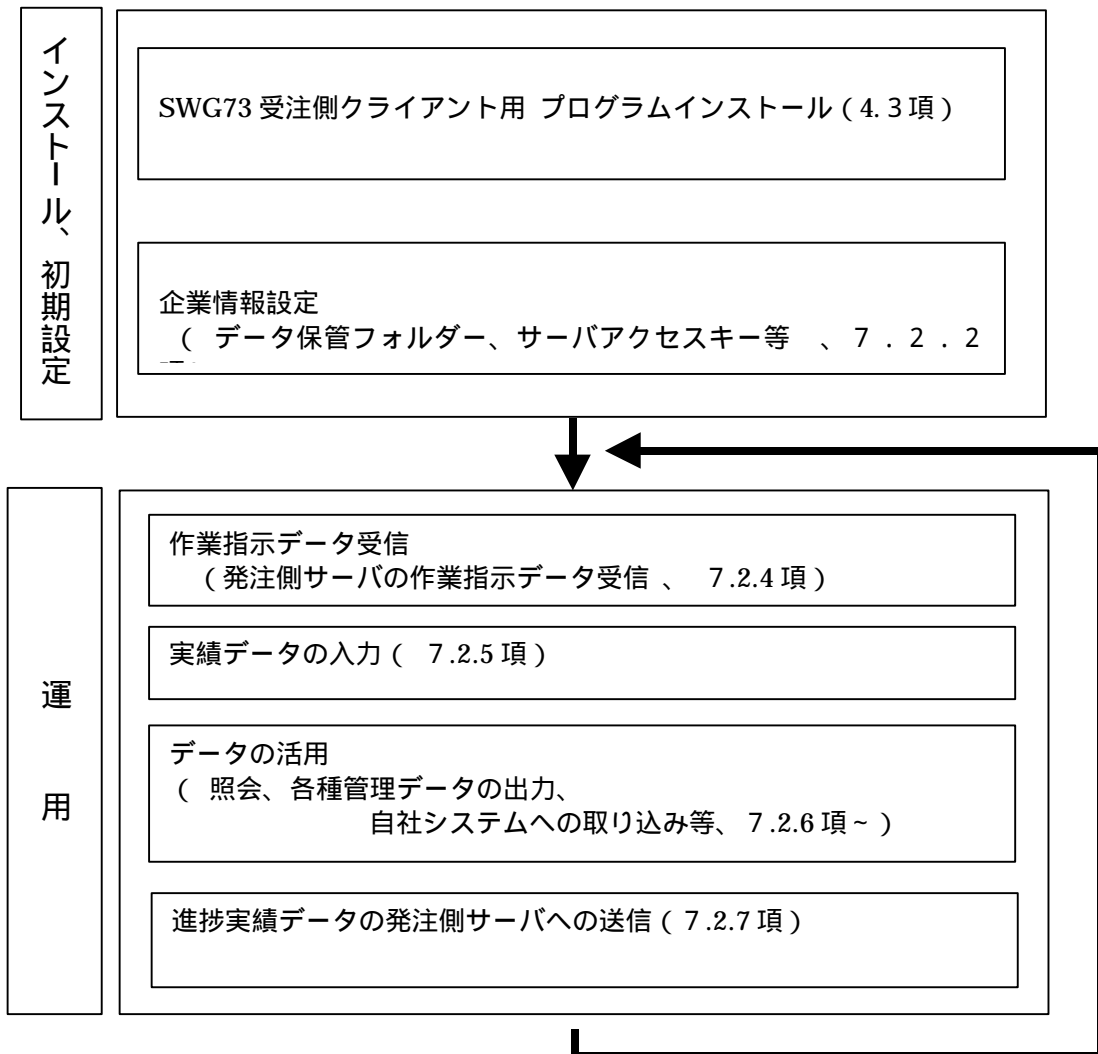 インストール、初期設定
SWG73 受注側クライアント用 プログラムインストール（4.３項）
企業情報設定
（ データ保管フォルダー、サーバアクセスキー等 、７．２．２
運用
作業指示データ受信
（発注側サーバの作業指示データ受信 、 ７.2.4 項）
実績データの入力（ ７.2.5 項）
データの活用
（ 照会、各種管理データの出力、
自社システムへの取り込み等、７.2.6 項~ ）
進捗実績データの発注側サーバへの送信（７.2.7 項）